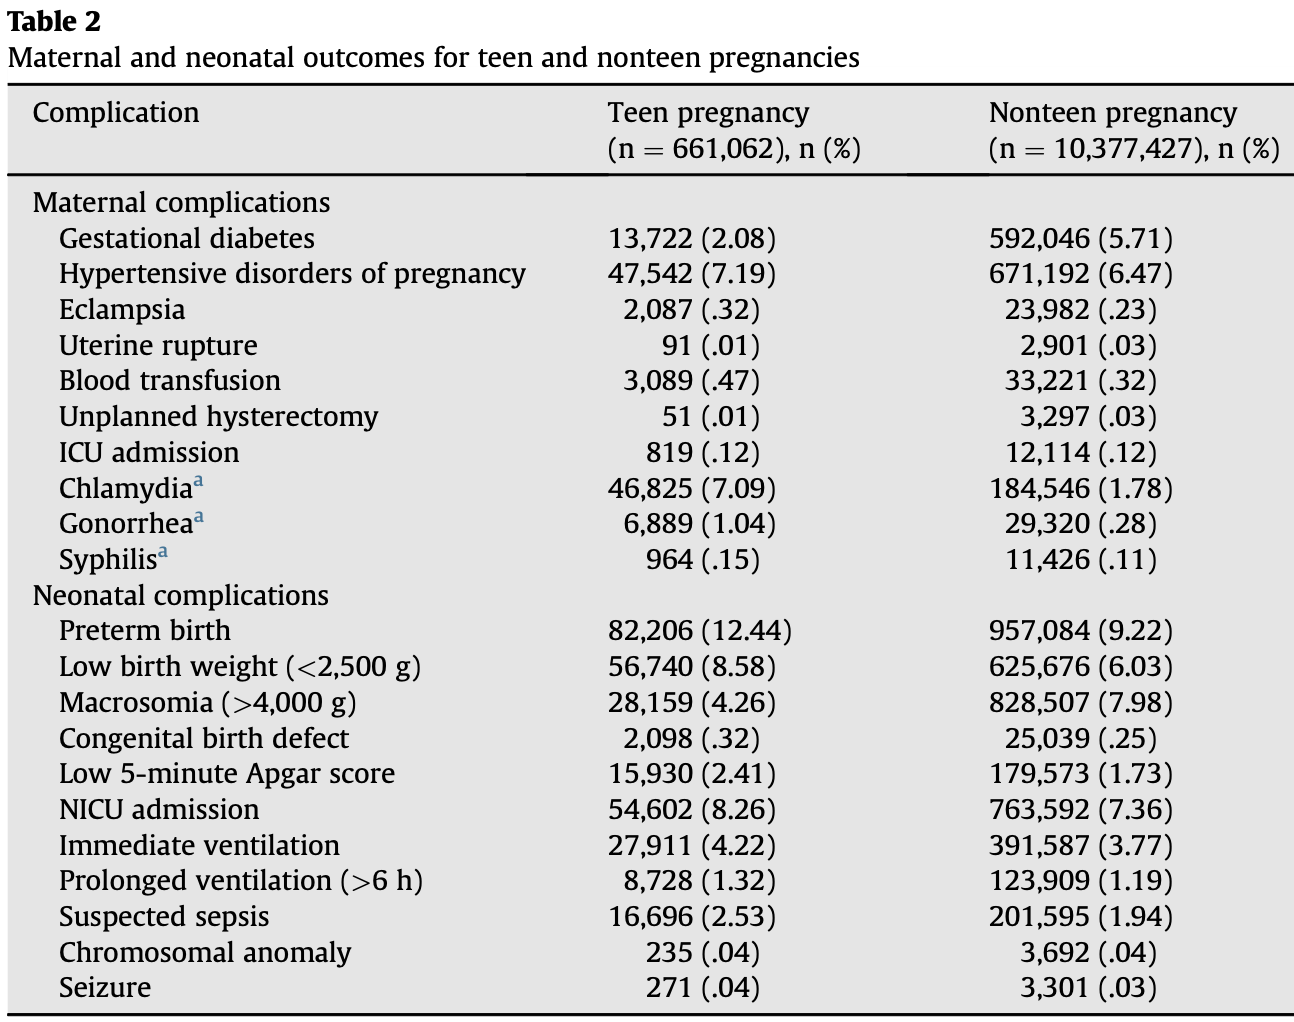 Table 2
Maternal and neonatal outcomes for teen and nonteen pregnancies
Complication Teen pregnancy Nonteen pregnancy
(n = 661,062), n (%) (n = 10,377,427), n (%)
Maternal complications
Gestational diabetes 13,722 (2.08) 592,046 (5.71)
Hypertensive disorders of pregnancy 47,542 (7.19) 671,192 (6.47)
Eclampsia 2,087 (.32) 23,982 (.23)
Uterine rupture 91 (.01) 2,901 (.03)
Blood transfusion 3,089 (.47) 33,221 (.32)
Unplanned hysterectomy 51 (.01) 3,297 (.03)
ICU admission 819 (.12) 12,114 (.12)
Chlamydiaᵃ 46,825 (7.09) 184,546 (1.78)
Gonorrheaᵃ 6,889 (1.04) 29,320 (.28)
Syphilisᵃ 964 (.15) 11,426 (.11)
Neonatal complications
Preterm birth 82,206 (12.44) 957,084 (9.22)
Low birth weight (<2,500 g) 56,740 (8.58) 625,676 (6.03)
Macrosomia (>4,000 g) 28,159 (4.26) 828,507 (7.98)
Congenital birth defect 2,098 (.32) 25,039 (.25)
Low 5-minute Apgar score 15,930 (2.41) 179,573 (1.73)
NICU admission 54,602 (8.26) 763,592 (7.36)
Immediate ventilation 27,911 (4.22) 391,587 (3.77)
Prolonged ventilation (>6 h) 8,728 (1.32) 123,909 (1.19)
Suspected sepsis 16,696 (2.53) 201,595 (1.94)
Chromosomal anomaly 235 (.04) 3,692 (.04)
Seizure 271 (.04) 3,301 (.03)